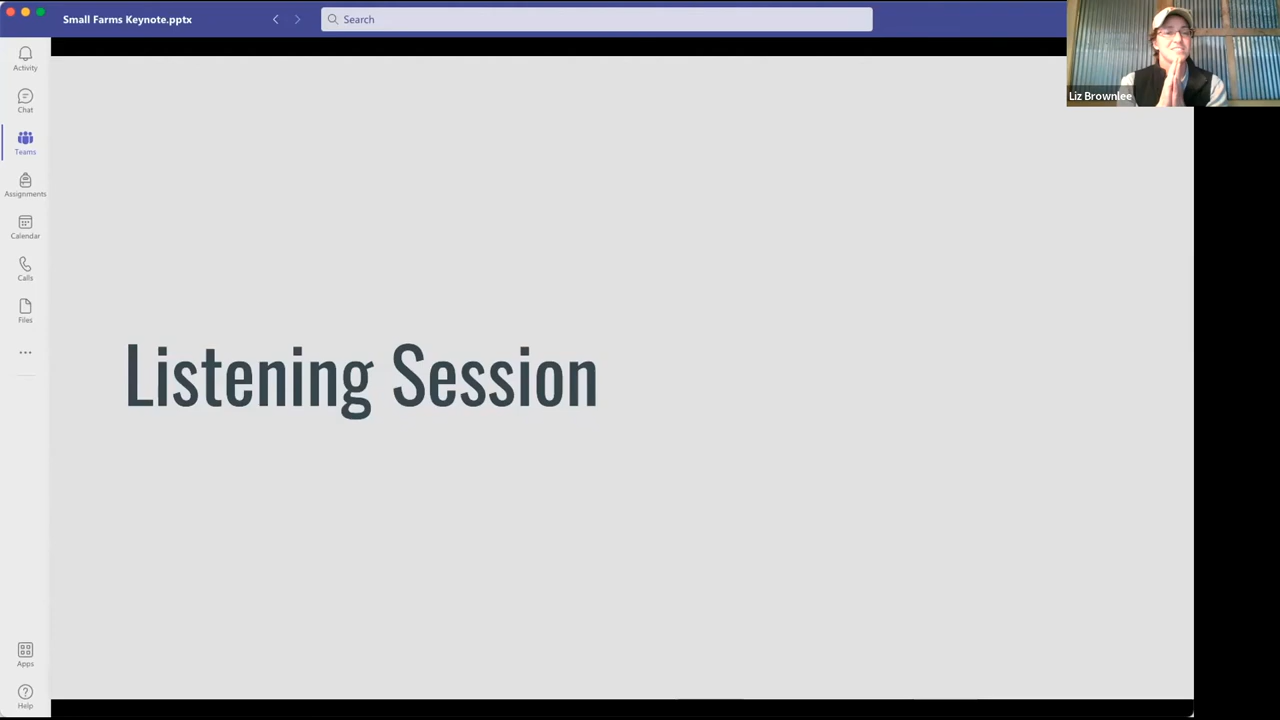 Small Farms Keynote.pptx
Search
Liz Brownlee
Activity
Chat
Teams
Assignments
Calendar
Calls
Files
Listening Session
Apps
Help